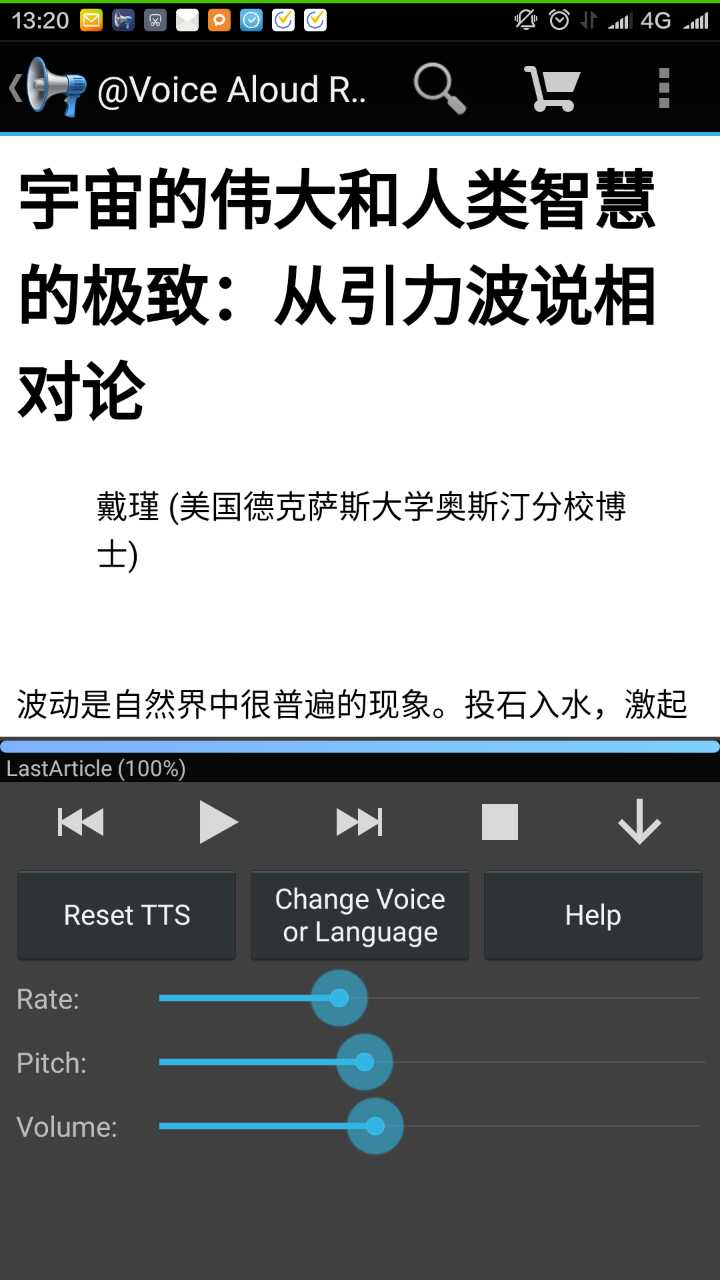 13:20
4G
@Voice Aloud R..
宇宙的伟大和人类智慧
的极致：从引力波说相
对论
戴瑾 (美国德克萨斯大学奥斯汀分校博
士)
波动是自然界中很普遍的现象。投石入水，激起
LastArticle (100%)
Reset TTS
Change Voice
or Language
Help
Rate:
Pitch:
Volume: